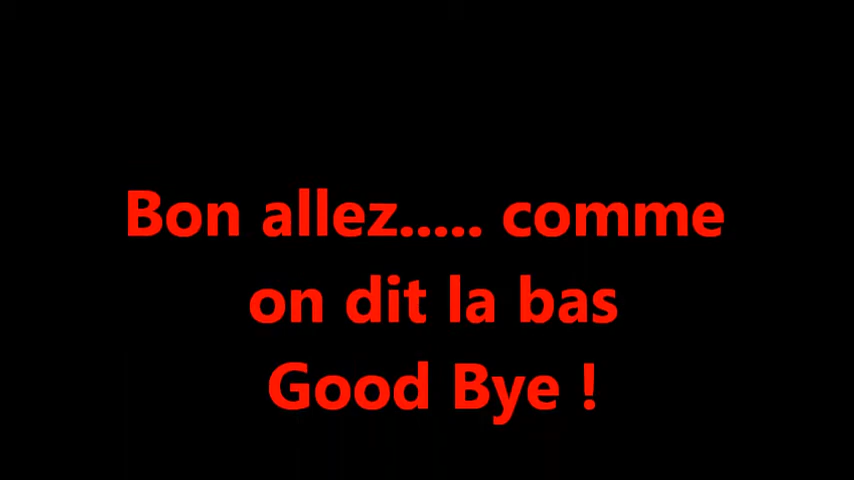 Bon allez..... comme
on dit la bas
Good Bye !